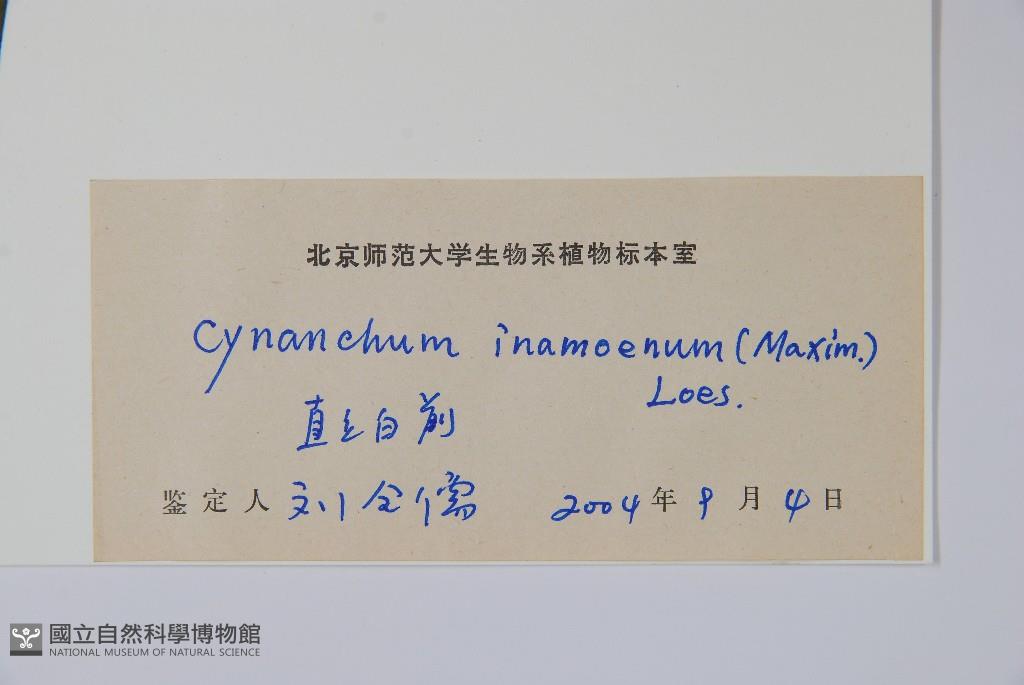 北京师范大学生物系植物标本室
Cynanchum inamoenum (Maxim.)
Loes.
直立白前
鉴定人 刘全儒 2004年9月4日
國立自然科學博物館
NATIONAL MUSEUM OF NATURAL SCIENCE